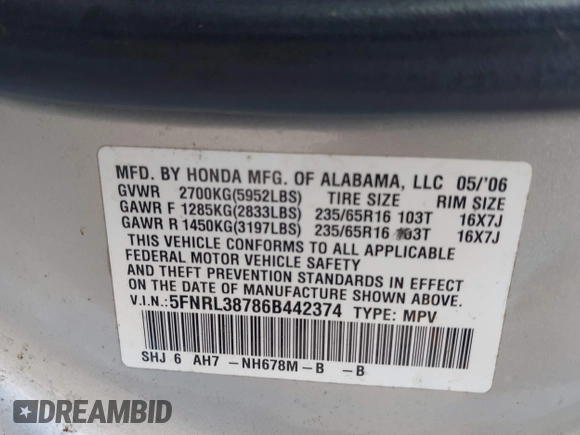 MFD. BY HONDA MFG. OF ALABAMA, LLC 05/'06
GVWR 2700KG(5952LBS) TIRE SIZE RIM SIZE
GAWR F 1285KG(2833LBS) 235/65R16 103T 16X7J
GAWR R 1450KG(3197LBS) 235/65R16 103T 16X7J
THIS VEHICLE CONFORMS TO ALL APPLICABLE
FEDERAL MOTOR VEHICLE SAFETY
AND THEFT PREVENTION STANDARDS IN EFFECT
ON THE DATE OF MANUFACTURE SHOWN ABOVE.
V.I.N.: 5FNRL38786B442374 TYPE: MPV
SHJ 6 AH7 -NH678M-B -B
DREAMBID